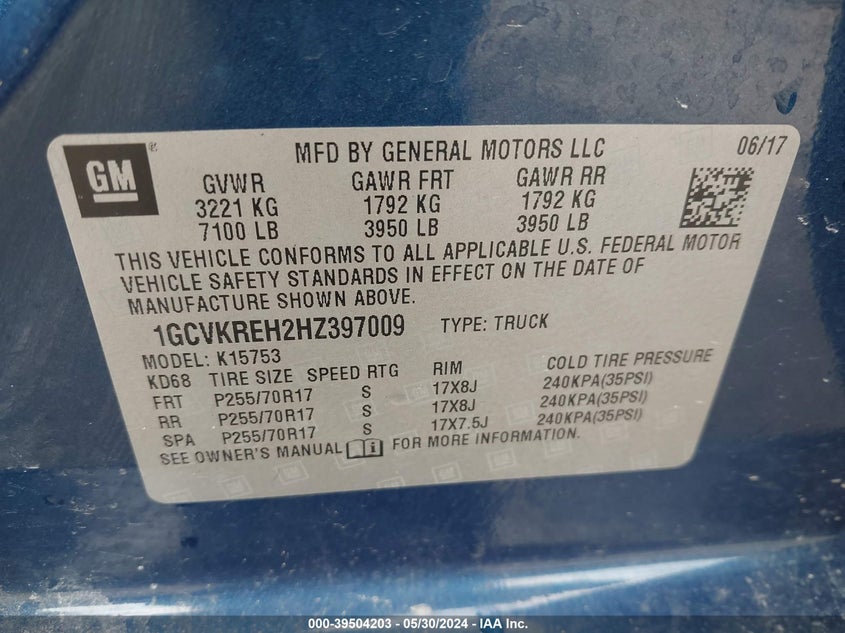 GM
MFD BY GENERAL MOTORS LLC 06/17
GVWR GAWR FRT GAWR RR
3221 KG 1792 KG 1792 KG
7100 LB 3950 LB 3950 LB
THIS VEHICLE CONFORMS TO ALL APPLICABLE U.S. FEDERAL MOTOR
VEHICLE SAFETY STANDARDS IN EFFECT ON THE DATE OF
MANUFACTURE SHOWN ABOVE.
1GCVKREH2HZ397009 TYPE: TRUCK
MODEL: K15753
KD68 TIRE SIZE SPEED RTG RIM COLD TIRE PRESSURE
FRT P255/70R17 S 17X8J 240KPA(35PSI)
RR P255/70R17 S 17X8J 240KPA(35PSI)
SPA P255/70R17 S 17X7.5J 240KPA(35PSI)
SEE OWNER'S MANUAL FOR MORE INFORMATION.
000-39504203 - 05/30/2024 - IAA Inc.